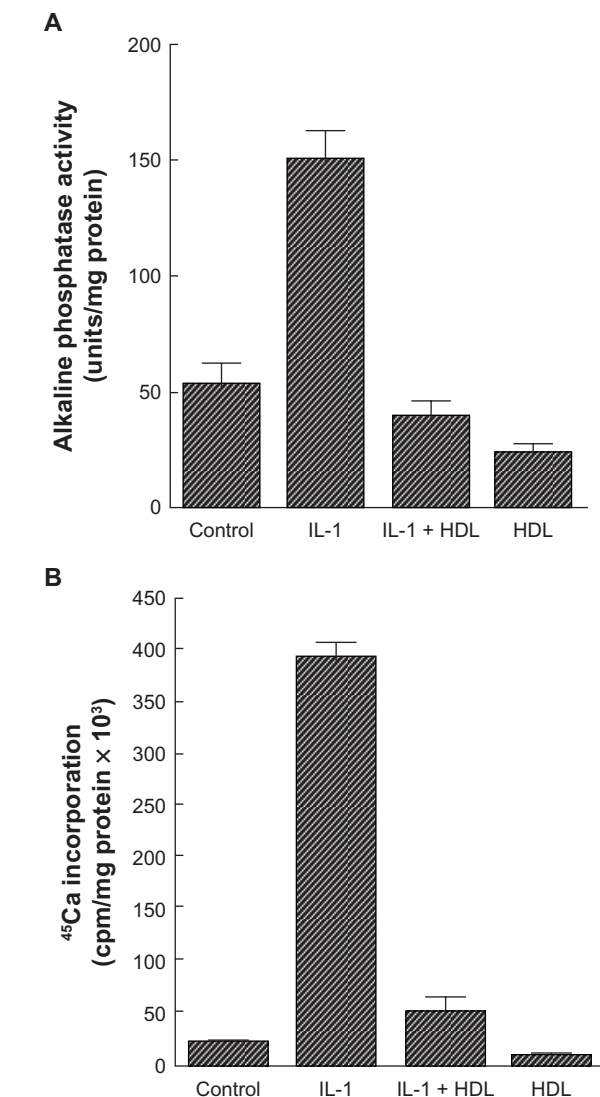 A
Alkaline phosphatase activity
(units/mg protein)
200
150
100
50
0
Control IL-1 IL-1 + HDL HDL
B
⁴⁵Ca incorporation
(cpm/mg protein × 10³)
450
400
350
300
250
200
150
100
50
0
Control IL-1 IL-1 + HDL HDL